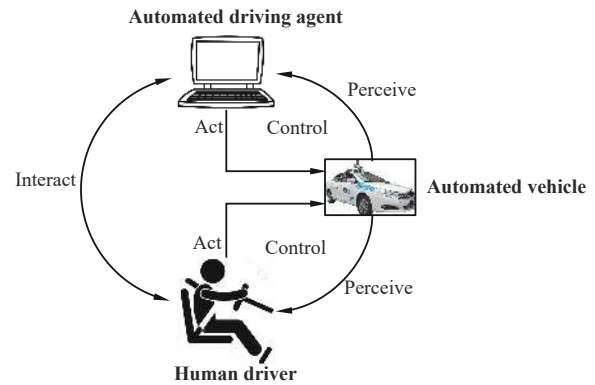 Automated driving agent
Perceive
Act
Control
Interact
Automated vehicle
Act
Control
Perceive
Human driver